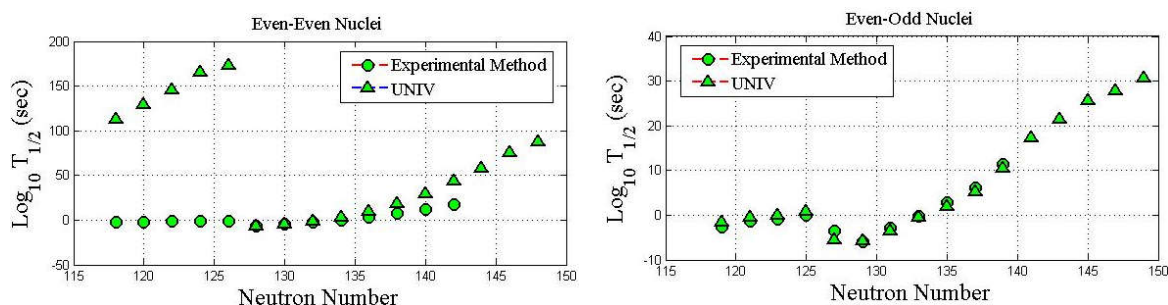 Even-Even Nuclei
Log10 T1/2 (sec)
200
150
100
50
0
-50
115 120 125 130 135 140 145 150
Neutron Number
Experimental Method
UNIV
Even-Odd Nuclei
Log10 T1/2 (sec)
40
30
20
10
0
-10
115 120 125 130 135 140 145 150
Neutron Number
Experimental Method
UNIV